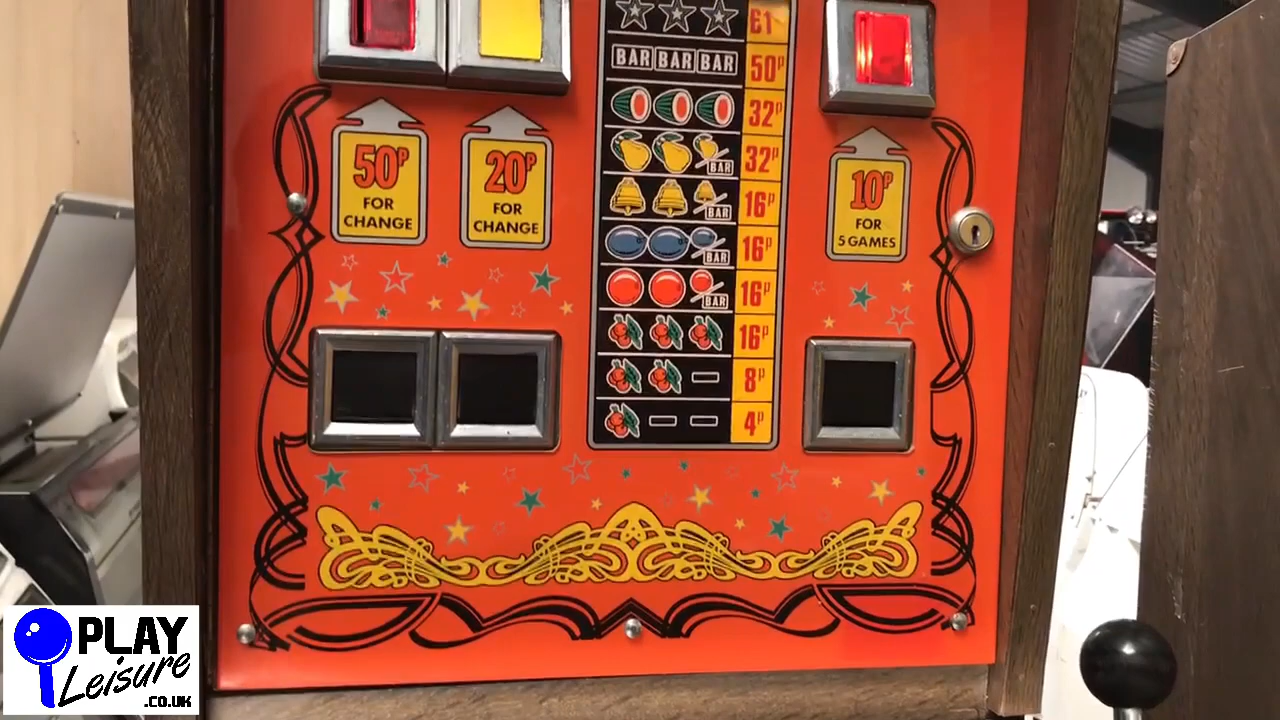 £1
BAR BAR BAR 50P
32P
BAR 32P
BAR 16P
BAR 16P
BAR 16P
16P
8P
4P
50P
FOR
CHANGE
20P
FOR
CHANGE
10P
FOR
5 GAMES
PLAY
Leisure
.CO.UK